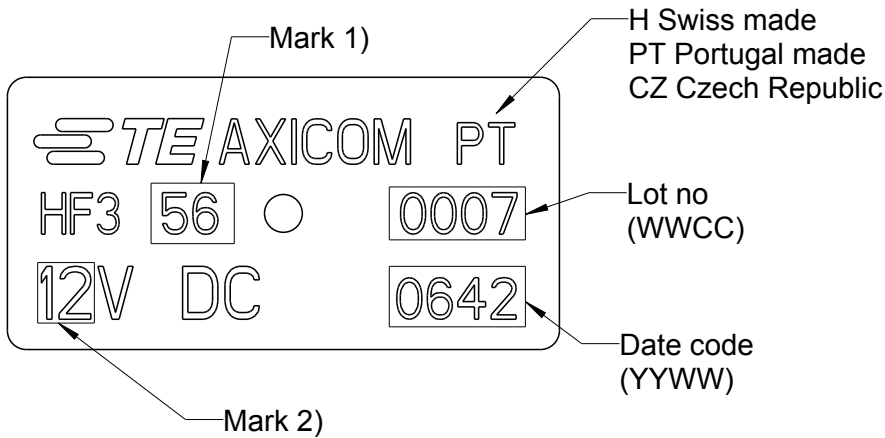 Mark 1)
H Swiss made
PT Portugal made
CZ Czech Republic
TE AXICOM PT
HF3 56 0007
Lot no
(WWCC)
12V DC 0642
Date code
(YYWW)
Mark 2)